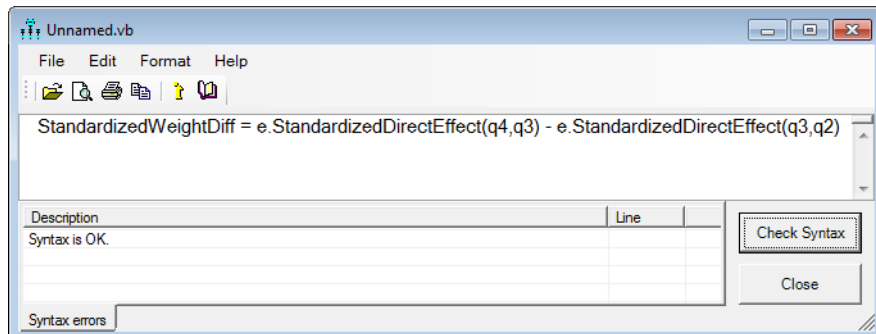 Unnamed.vb
File Edit Format Help
StandardizedWeightDiff = e.StandardizedDirectEffect(q4,q3) - e.StandardizedDirectEffect(q3,q2)
Description Line
Syntax is OK.
Check Syntax
Close
Syntax errors